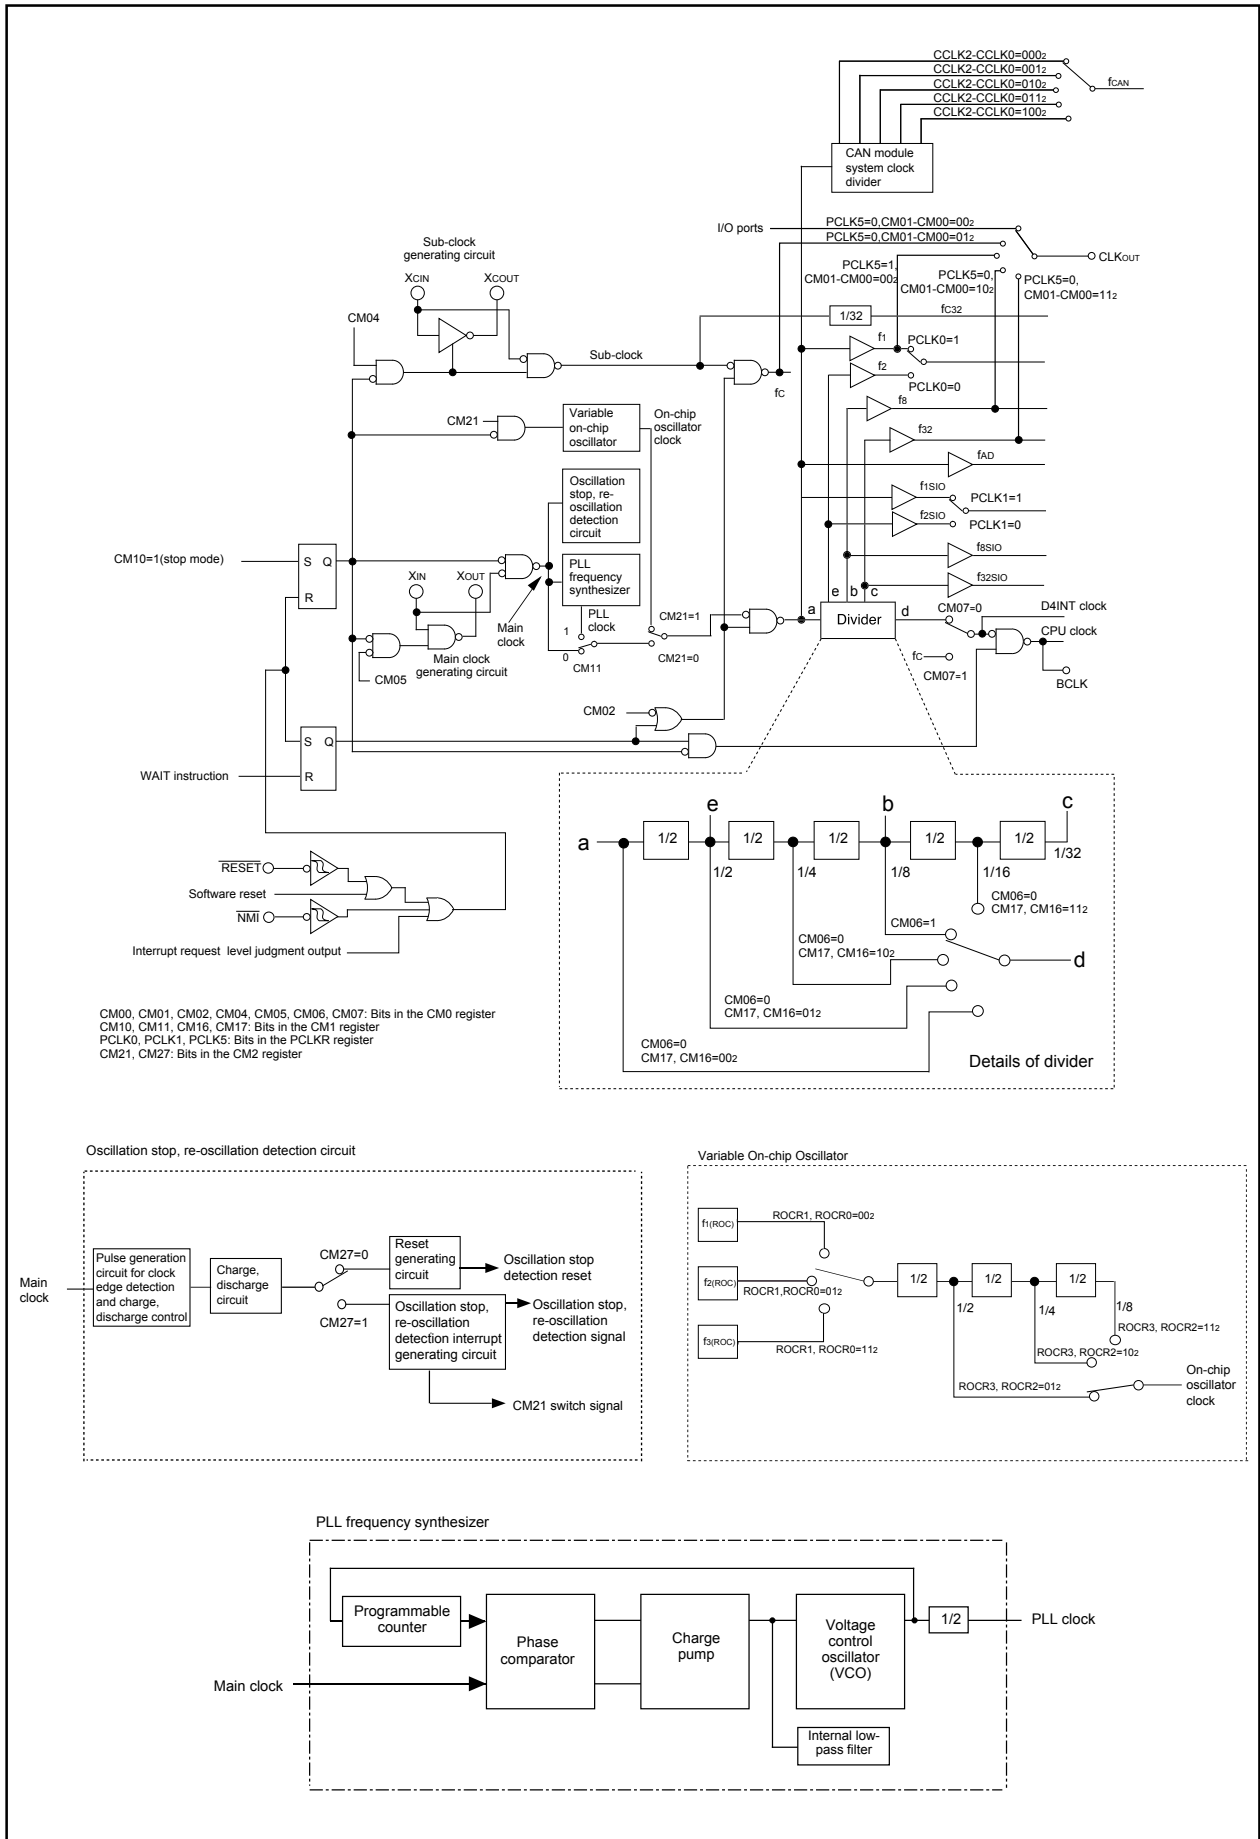 CCLK2-CCLK0=0002
CCLK2-CCLK0=0012
CCLK2-CCLK0=0102
CCLK2-CCLK0=0112
CCLK2-CCLK0=1002
fCAN
CAN module
system clock
divider
I/O ports
PCLK5=0,CM01-CM00=002
PCLK5=0,CM01-CM00=012
PCLK5=1,
CM01-CM00=002
PCLK5=0,
CM01-CM00=102
PCLK5=0,
CM01-CM00=112
CLKOUT
Sub-clock
generating circuit
XCIN
XCOUT
CM04
Sub-clock
1/32
fC32
f1
PCLK0=1
f2
PCLK0=0
fC
f8
f32
fAD
f1SIO
PCLK1=1
f2SIO
PCLK1=0
f8SIO
f32SIO
CM21
Variable
on-chip
oscillator
On-chip
oscillator
clock
Oscillation
stop, re-
oscillation
detection
circuit
CM10=1(stop mode)
S Q
R
XIN
XOUT
PLL
frequency
synthesizer
Main
clock
PLL
clock
1
0
CM11
CM21=1
CM21=0
Main clock
generating circuit
CM05
e b c
a
Divider
d
CM07=0
D4INT clock
CPU clock
fC
CM07=1
BCLK
CM02
S Q
R
WAIT instruction
RESET
Software reset
NMI
Interrupt request level judgment output
a
e
b
c
1/2
1/2
1/2
1/2
1/2
1/2
1/4
1/8
1/16
1/32
CM06=0
CM17, CM16=112
CM06=1
CM06=0
CM17, CM16=102
d
CM06=0
CM17, CM16=012
CM06=0
CM17, CM16=002
Details of divider
CM00, CM01, CM02, CM04, CM05, CM06, CM07: Bits in the CM0 register
CM10, CM11, CM16, CM17: Bits in the CM1 register
PCLK0, PCLK1, PCLK5: Bits in the PCLKR register
CM21, CM27: Bits in the CM2 register
Oscillation stop, re-oscillation detection circuit
Main
clock
Pulse generation
circuit for clock
edge detection
and charge,
discharge control
Charge,
discharge
circuit
CM27=0
CM27=1
Reset
generating
circuit
Oscillation stop
detection reset
Oscillation stop,
re-oscillation
detection interrupt
generating circuit
Oscillation stop,
re-oscillation
detection signal
CM21 switch signal
Variable On-chip Oscillator
f1(ROC)
ROCR1, ROCR0=002
f2(ROC)
ROCR1,ROCR0=012
f3(ROC)
ROCR1, ROCR0=112
1/2
1/2
1/2
1/2
1/4
1/8
ROCR3, ROCR2=112
ROCR3, ROCR2=102
ROCR3, ROCR2=012
On-chip
oscillator
clock
PLL frequency synthesizer
Programmable
counter
Main clock
Phase
comparator
Charge
pump
Voltage
control
oscillator
(VCO)
1/2
PLL clock
Internal low-
pass filter